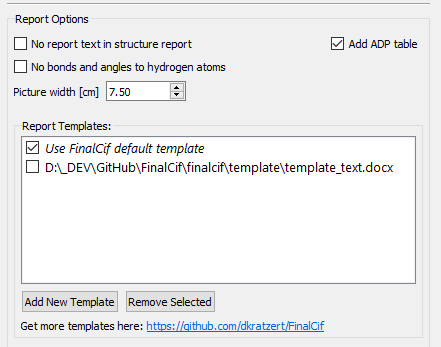 Report Options
No report text in structure report
Add ADP table
No bonds and angles to hydrogen atoms
Picture width [cm] 7.50
Report Templates:
Use FinalCif default template
D:\_DEV\GitHub\FinalCif\finalcif\template\template_text.docx
Add New Template Remove Selected
Get more templates here: https://github.com/dkratzert/FinalCif